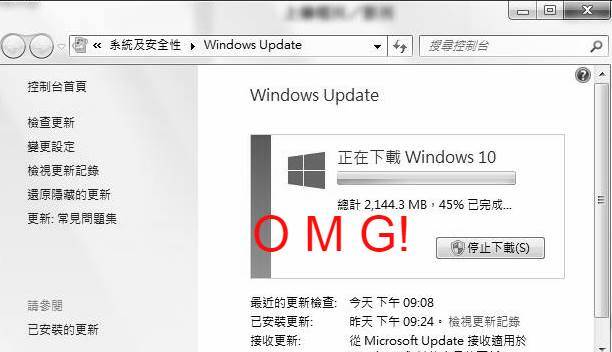 系統及安全性 Windows Update
搜尋控制台
控制台首頁
檢查更新
變更設定
檢視更新記錄
還原隱藏的更新
更新: 常見問題集
請參閱
已安裝的更新
Windows Update
正在下載 Windows 10
總計 2,144.3 MB，45% 已完成...
O M G!
停止下載(S)
最近的更新檢查: 今天 下午 09:08
已安裝更新: 昨天 下午 09:24。檢視更新記錄
接收更新: 從 Microsoft Update 接收適用於